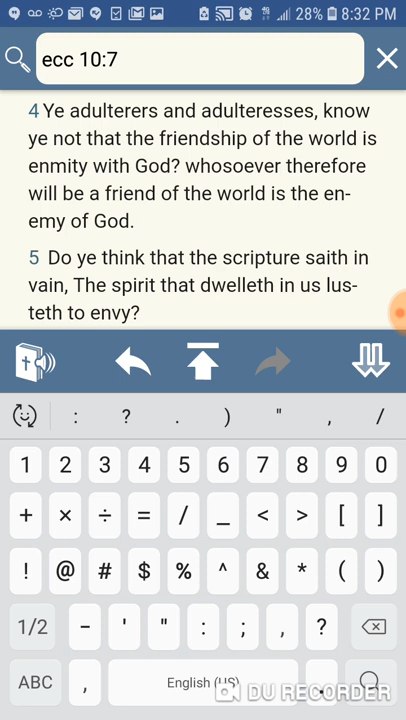 28% 8:32 PM
ecc 10:7
4 Ye adulterers and adulteresses, know
ye not that the friendship of the world is
enmity with God? whosoever therefore
will be a friend of the world is the en-
emy of God.
5 Do ye think that the scripture saith in
vain, The spirit that dwelleth in us lus-
teth to envy?
: ? . ) " , /
1 2 3 4 5 6 7 8 9 0
+ × ÷ = / _ < > [ ]
! @ # $ % ^ & * ( )
1/2 - ' " : ; , ?
ABC , English (US) .
DU RECORDER